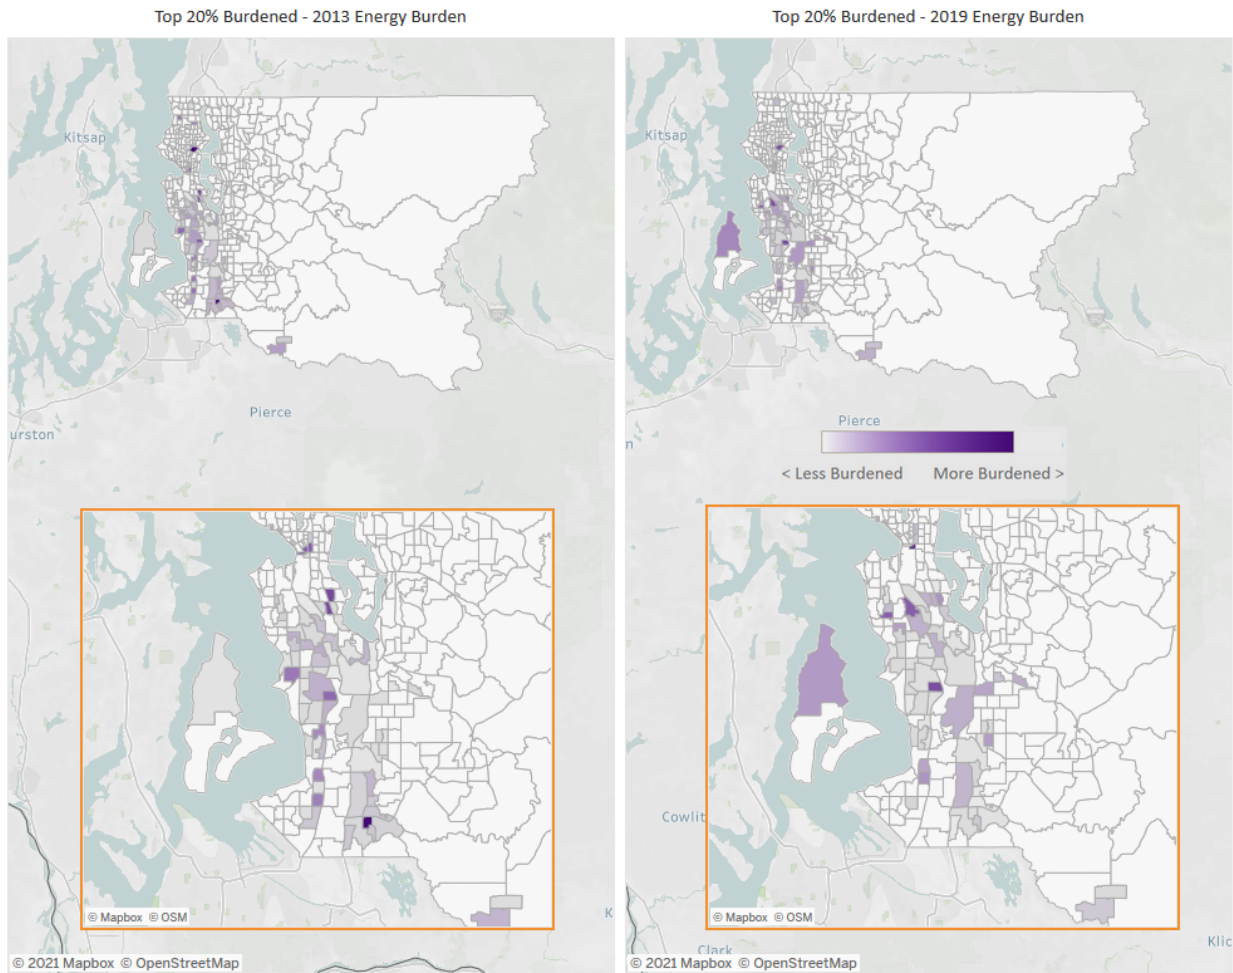 Top 20% Burdened - 2013 Energy Burden
Top 20% Burdened - 2019 Energy Burden
Kitsap
Kitsap
Pierce
urston
Pierce
n
< Less Burdened More Burdened >
Cowlit
© Mapbox © OSM
K
© Mapbox © OSM
Clark
Klic
© 2021 Mapbox © OpenStreetMap
© 2021 Mapbox © OpenStreetMap